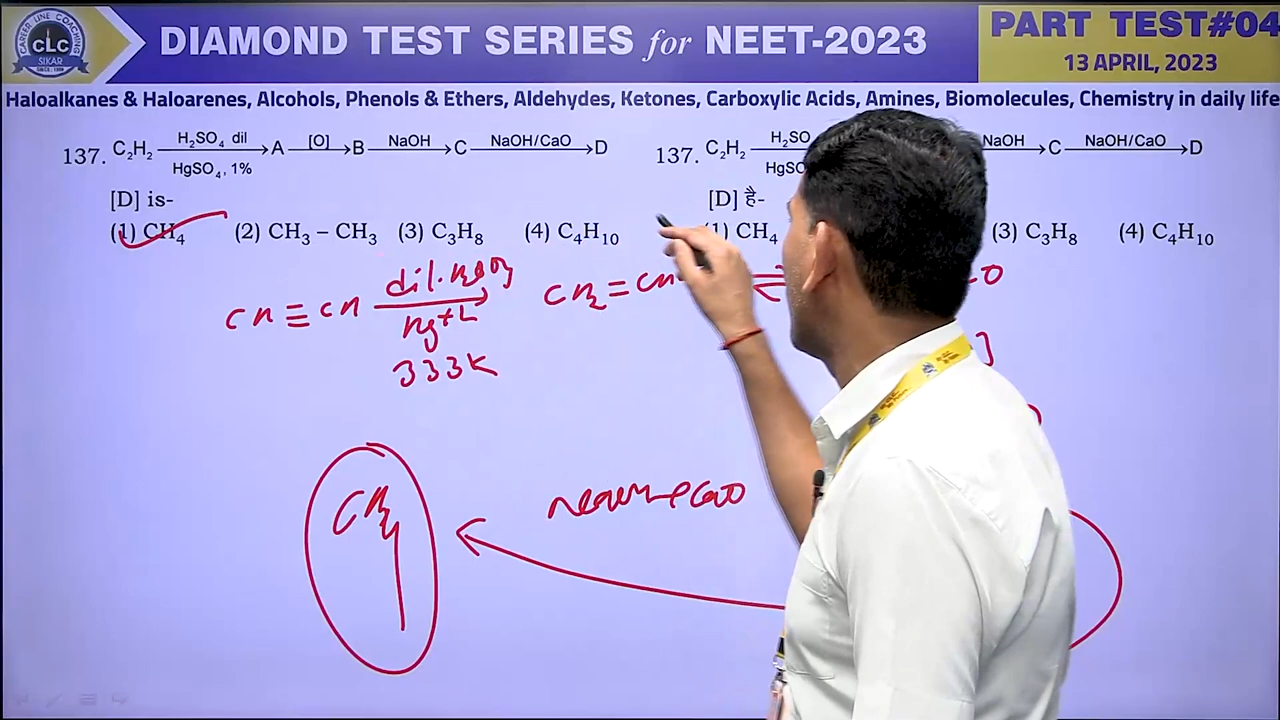 CAREER LINE COACHING
CLC
SIKAR
SINCE : 1996
DIAMOND TEST SERIES for NEET-2023
PART TEST#04
13 APRIL, 2023
Haloalkanes & Haloarenes, Alcohols, Phenols & Ethers, Aldehydes, Ketones, Carboxylic Acids, Amines, Biomolecules, Chemistry in daily life
137. C₂H₂ H₂SO₄ dil HgSO₄, 1% → A [O] → B NaOH → C NaOH/CaO → D
[D] is-
(1) CH₄ (2) CH₃ – CH₃ (3) C₃H₈ (4) C₄H₁₀
137. C₂H₂ H₂SO HgS NaOH → C NaOH/CaO → D
[D] है-
(1) CH₄ (3) C₃H₈ (4) C₄H₁₀
CH≡CH dil. Hg+2 333K CH₂=CH
NaOH+CaO
CH₄